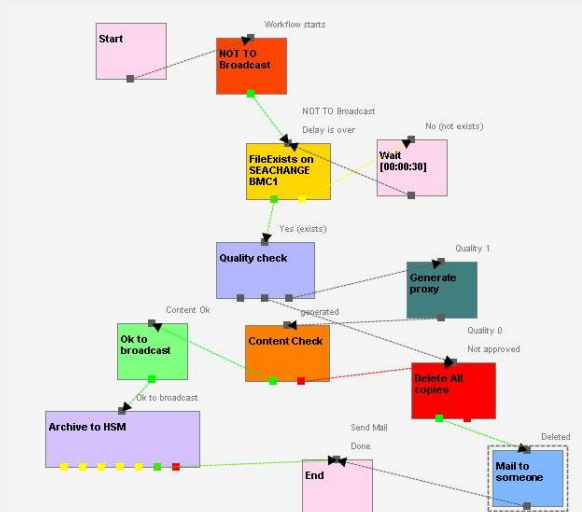 Workflow starts
Start
NOT TO
Broadcast
NOT TO Broadcast
Delay is over
No (not exists)
FileExists on
SEACHANGE
BMC1
Wait
[00:00:30]
Yes (exists)
Quality check
Quality 1
Generate
proxy
Content Ok
generated
Quality 0
Not approved
Ok to
broadcast
Content Check
Delete All
copies
Ok to broadcast
Archive to HSM
Send Mail
Done
Deleted
End
Mail to
someone